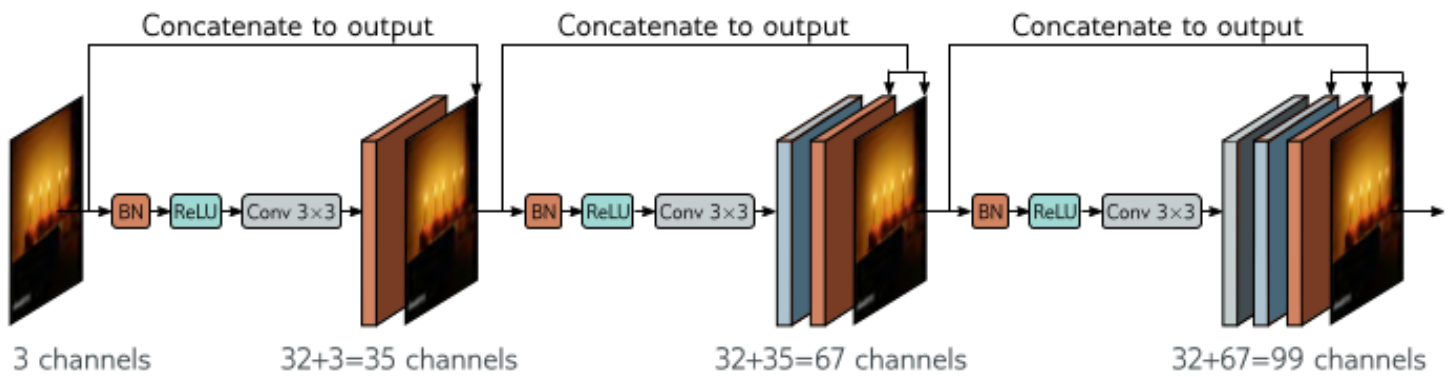 Concatenate to output
Concatenate to output
Concatenate to output
BN
ReLU
Conv 3×3
BN
ReLU
Conv 3×3
BN
ReLU
Conv 3×3
3 channels
32+3=35 channels
32+35=67 channels
32+67=99 channels